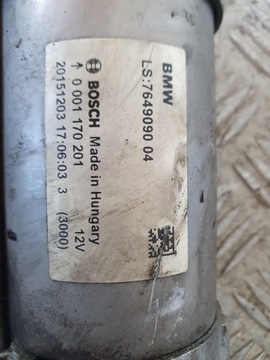 BMW
LS:7649090 04
BOSCH Made in Hungary
0 001 170 201 12V
20151203 17:06:03 3 (3000)